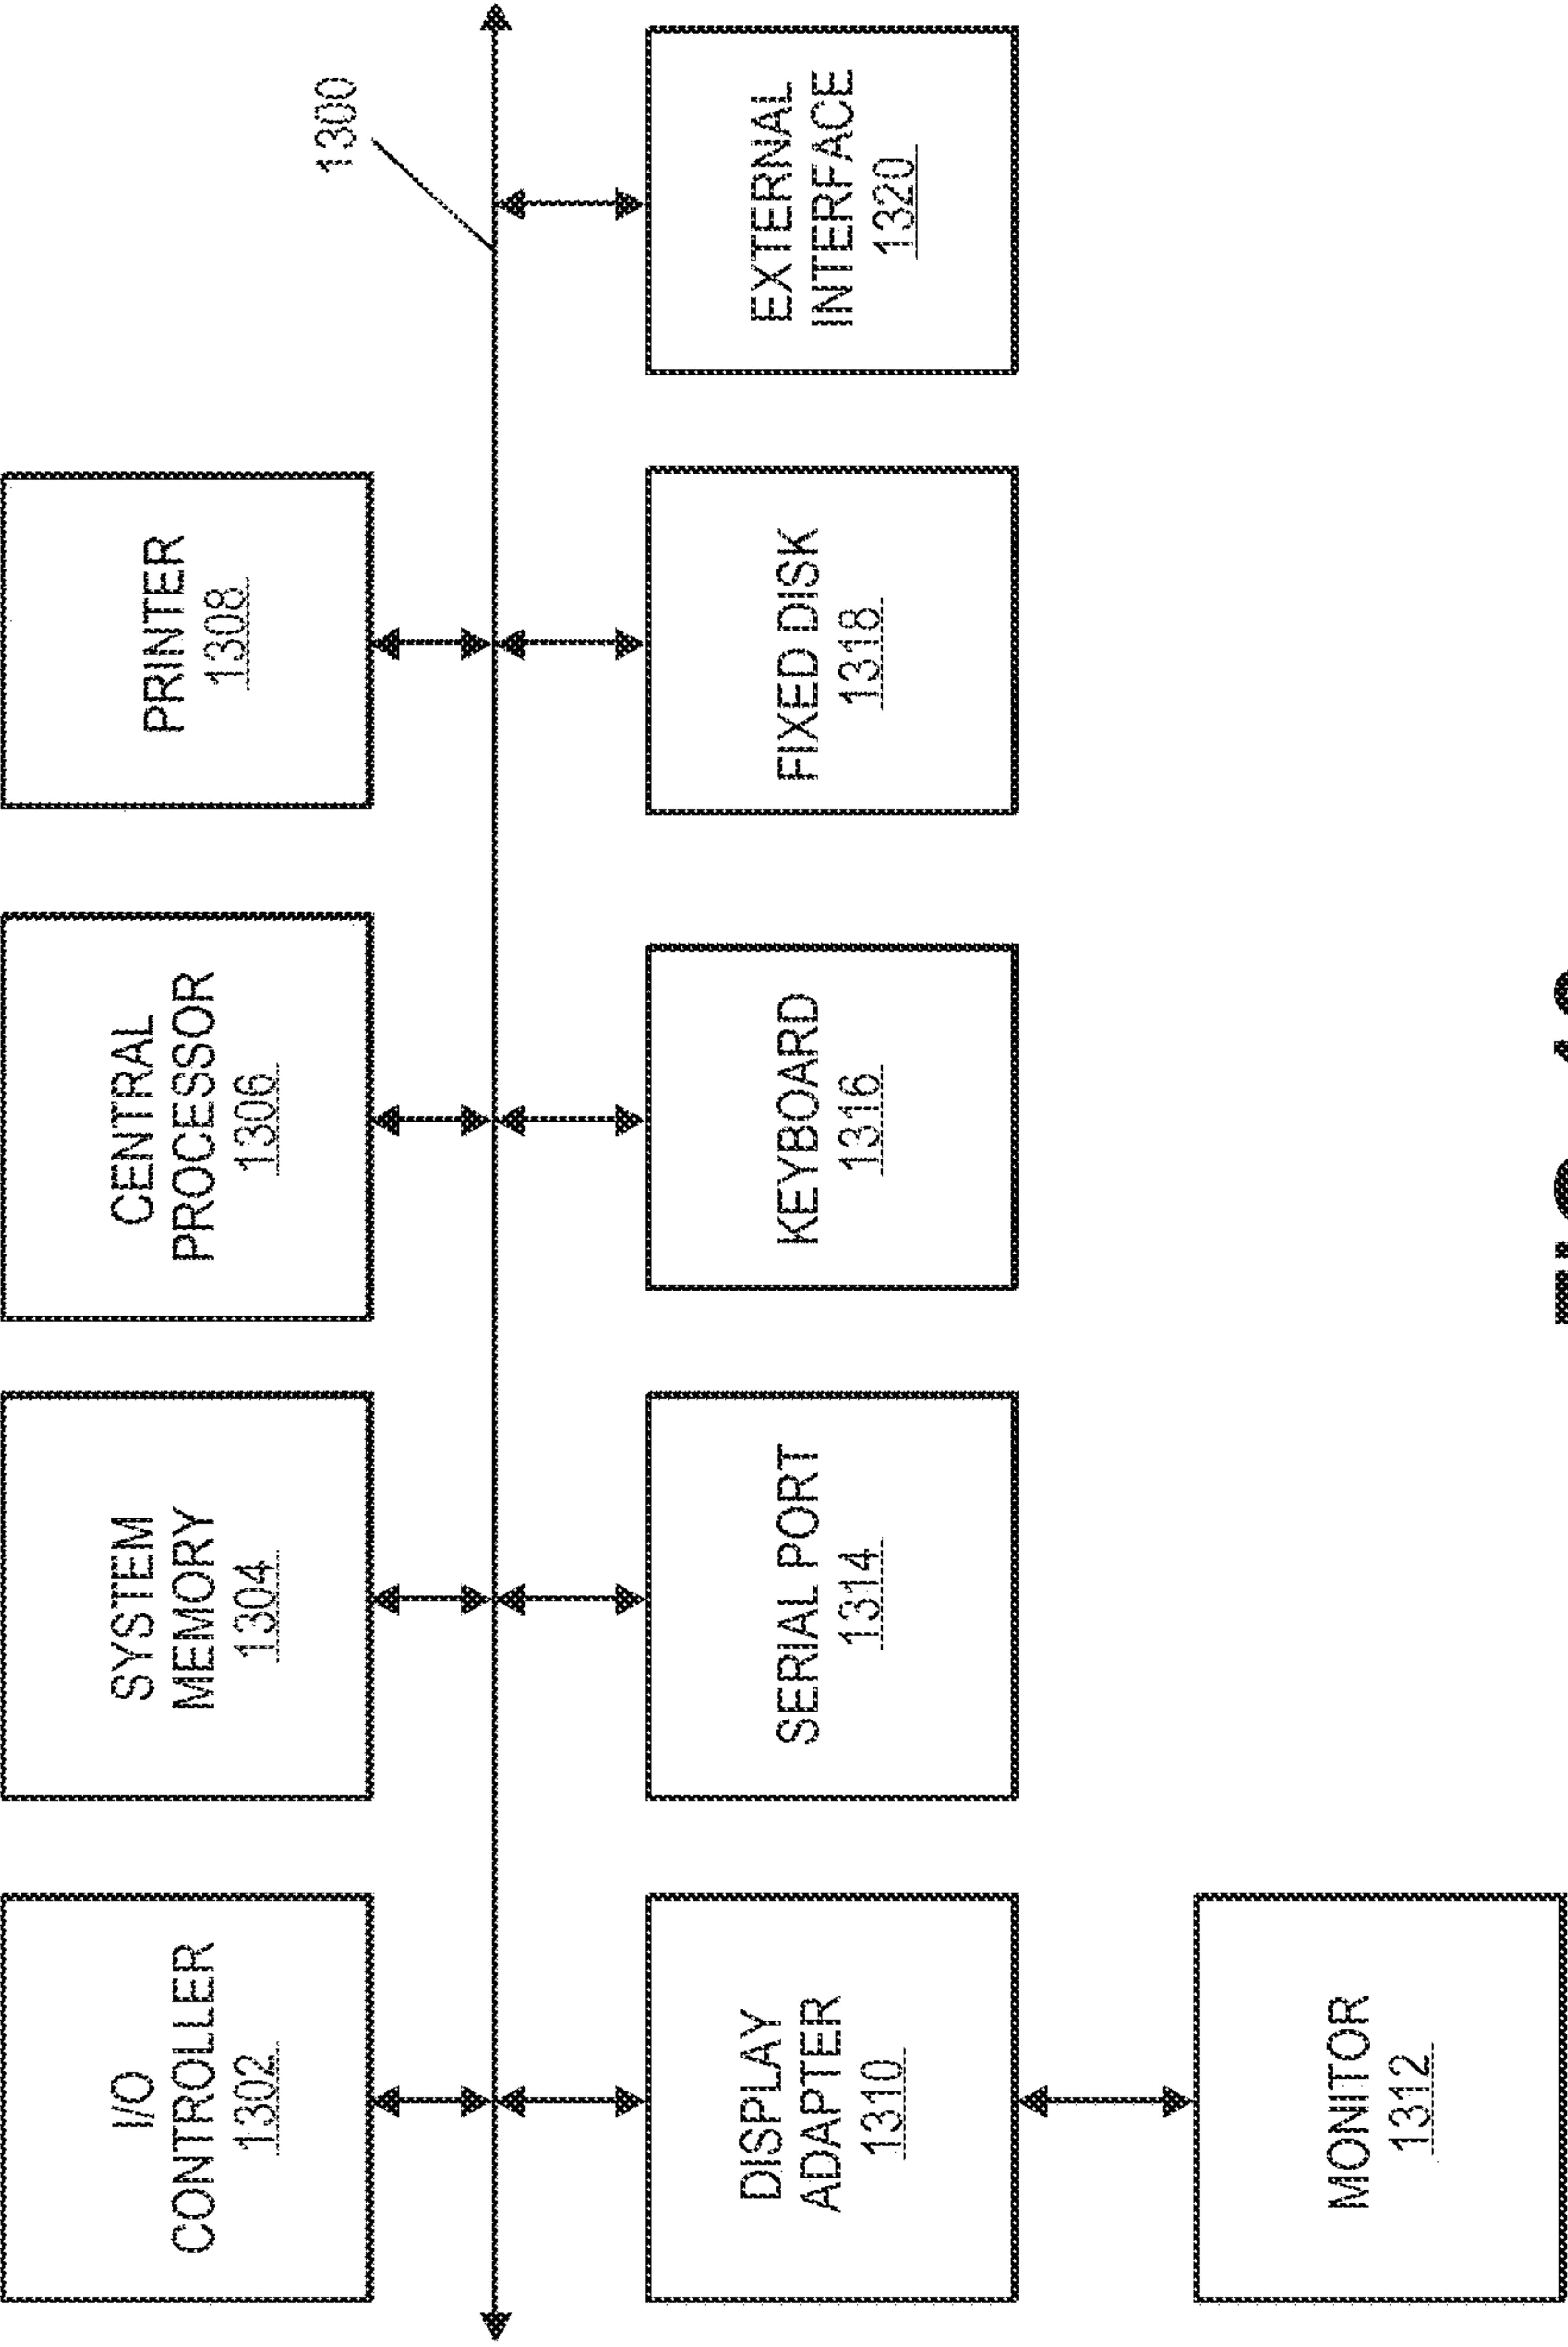 I/O
CONTROLLER
1302
SYSTEM
MEMORY
1304
CENTRAL
PROCESSOR
1306
PRINTER
1308
1300
DISPLAY
ADAPTER
1310
SERIAL PORT
1314
KEYBOARD
1316
FIXED DISK
1318
EXTERNAL
INTERFACE
1320
MONITOR
1312